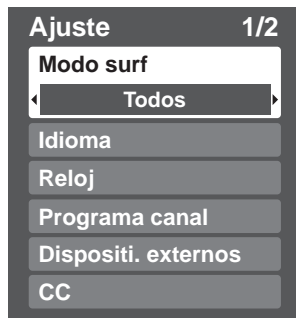 Ajuste 1/2
Modo surf
Todos
Idioma
Reloj
Programa canal
Dispositi. externos
CC